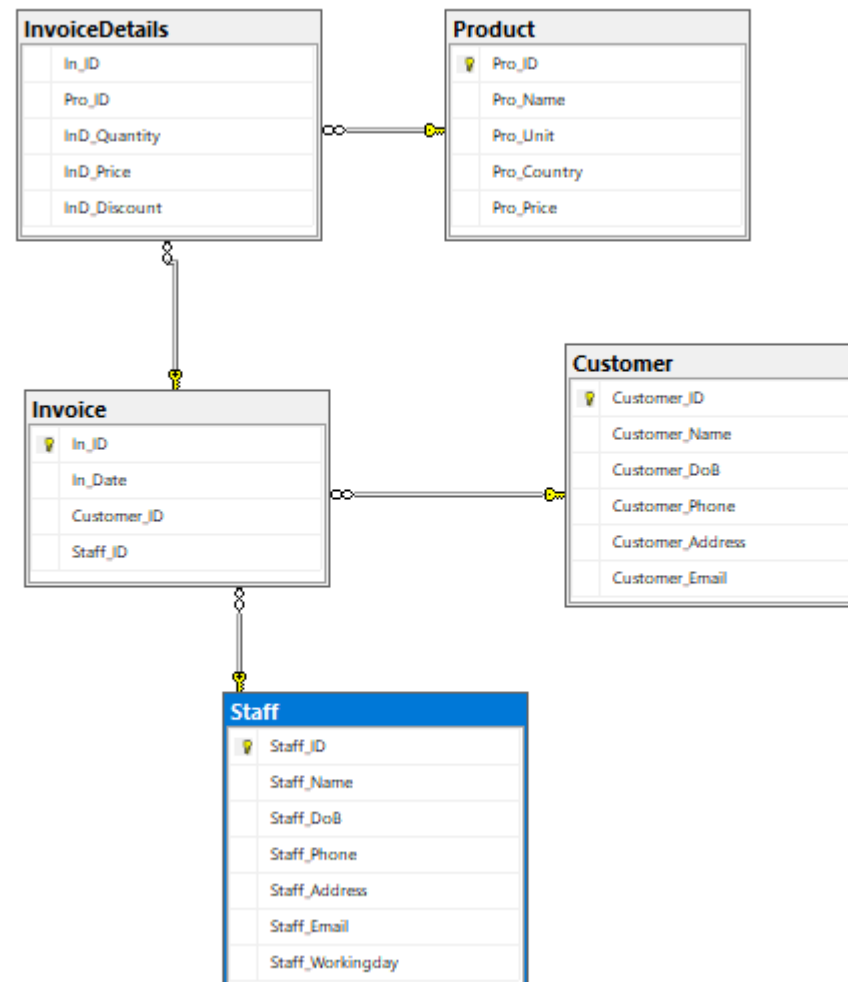 InvoiceDetails
In_ID
Pro_ID
InD_Quantity
InD_Price
InD_Discount
Product
Pro_ID
Pro_Name
Pro_Unit
Pro_Country
Pro_Price
Invoice
In_ID
In_Date
Customer_ID
Staff_ID
Customer
Customer_ID
Customer_Name
Customer_DoB
Customer_Phone
Customer_Address
Customer_Email
Staff
Staff_ID
Staff_Name
Staff_DoB
Staff_Phone
Staff_Address
Staff_Email
Staff_Workingday